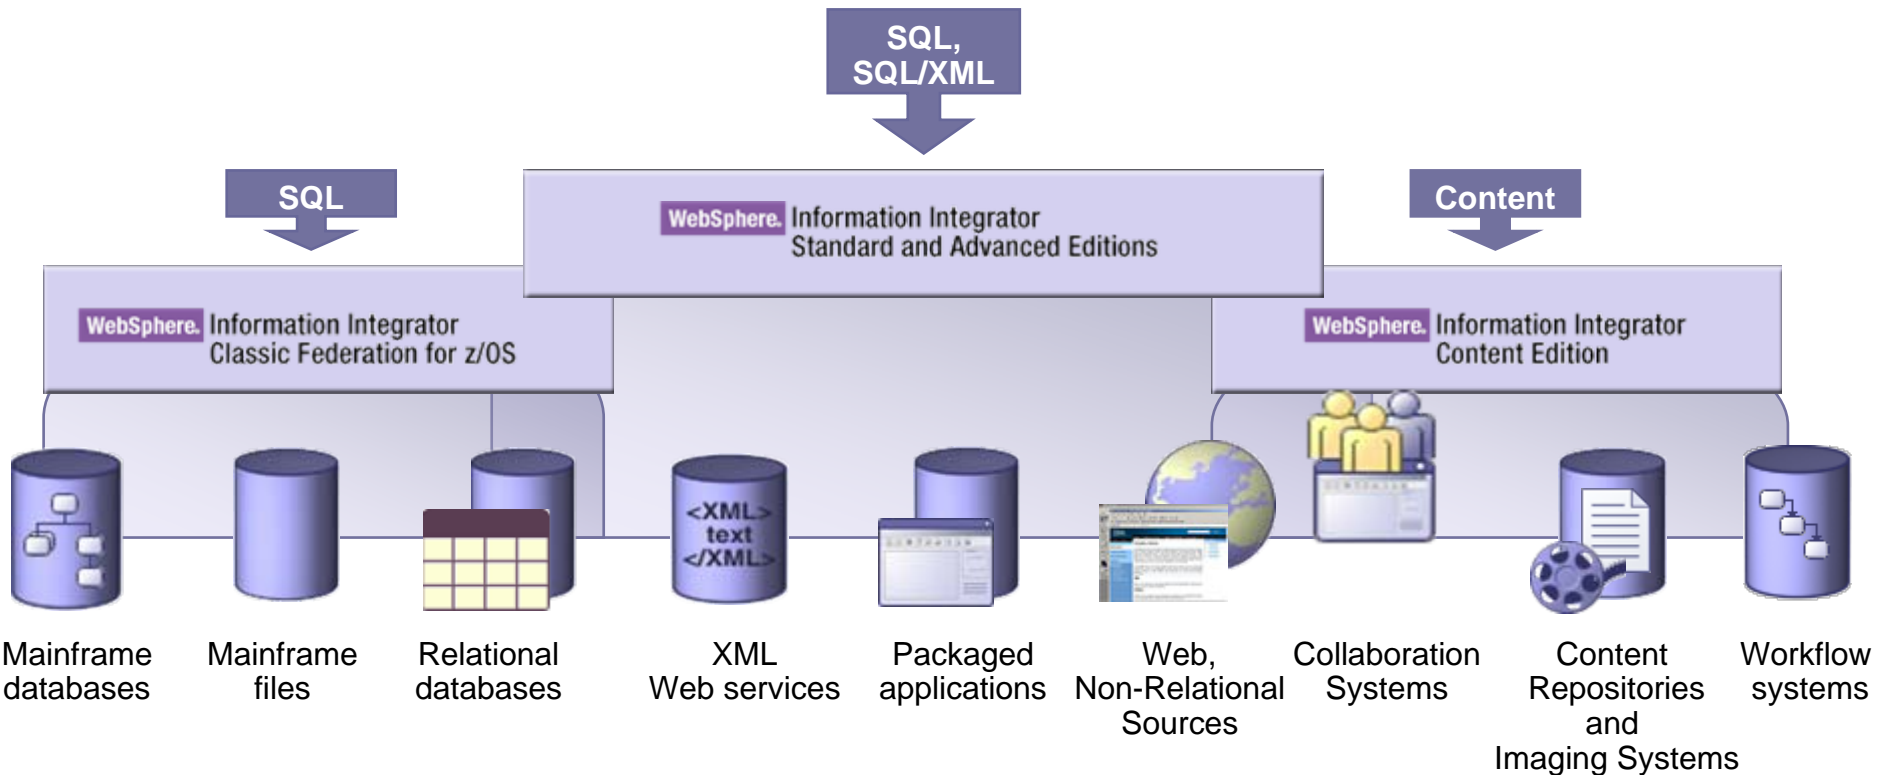 SQL,
SQL/XML
SQL
Content
WebSphere. Information Integrator
Standard and Advanced Editions
WebSphere. Information Integrator
Classic Federation for z/OS
WebSphere. Information Integrator
Content Edition
<XML>
text
</XML>
Mainframe
databases
Mainframe
files
Relational
databases
XML
Web services
Packaged
applications
Web,
Non-Relational
Sources
Collaboration
Systems
Content
Repositories
and
Imaging Systems
Workflow
systems